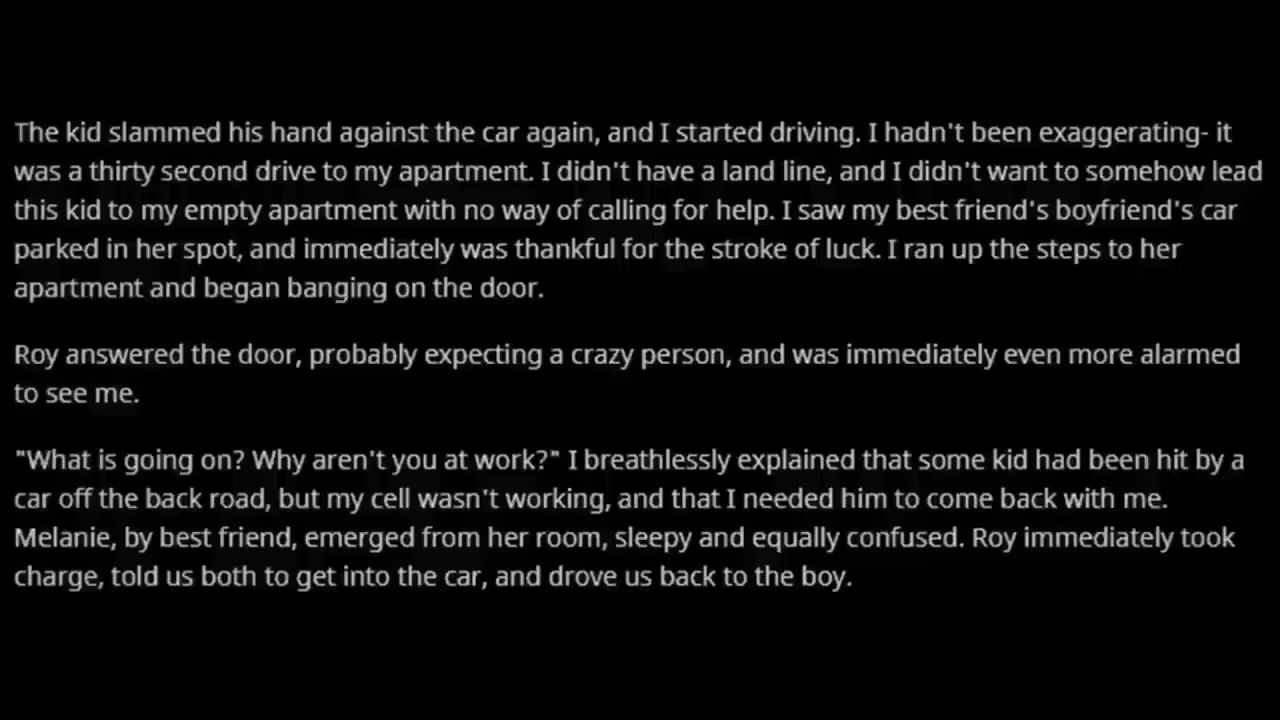 The kid slammed his hand against the car again, and I started driving. I hadn't been exaggerating- it
was a thirty second drive to my apartment. I didn't have a land line, and I didn't want to somehow lead
this kid to my empty apartment with no way of calling for help. I saw my best friend's boyfriend's car
parked in her spot, and immediately was thankful for the stroke of luck. I ran up the steps to her
apartment and began banging on the door.
Roy answered the door, probably expecting a crazy person, and was immediately even more alarmed
to see me.
"What is going on? Why aren't you at work?" I breathlessly explained that some kid had been hit by a
car off the back road, but my cell wasn't working, and that I needed him to come back with me.
Melanie, by best friend, emerged from her room, sleepy and equally confused. Roy immediately took
charge, told us both to get into the car, and drove us back to the boy.